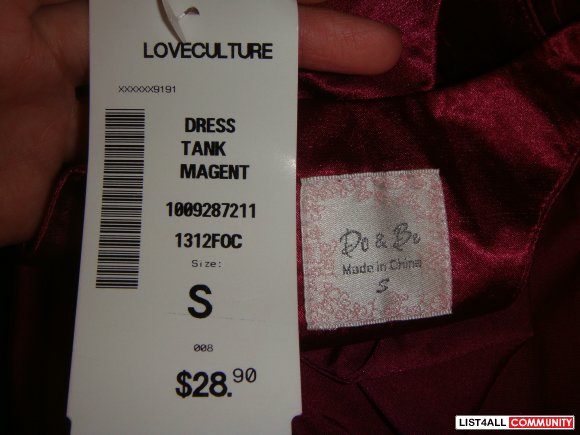 LOVECULTURE
XXXXXX9191
DRESS
TANK
MAGENT
1009287211
1312FOC
Size:
S
008
$28.90
Do & Be
Made in China
S
LIST4ALL COMMUNITY